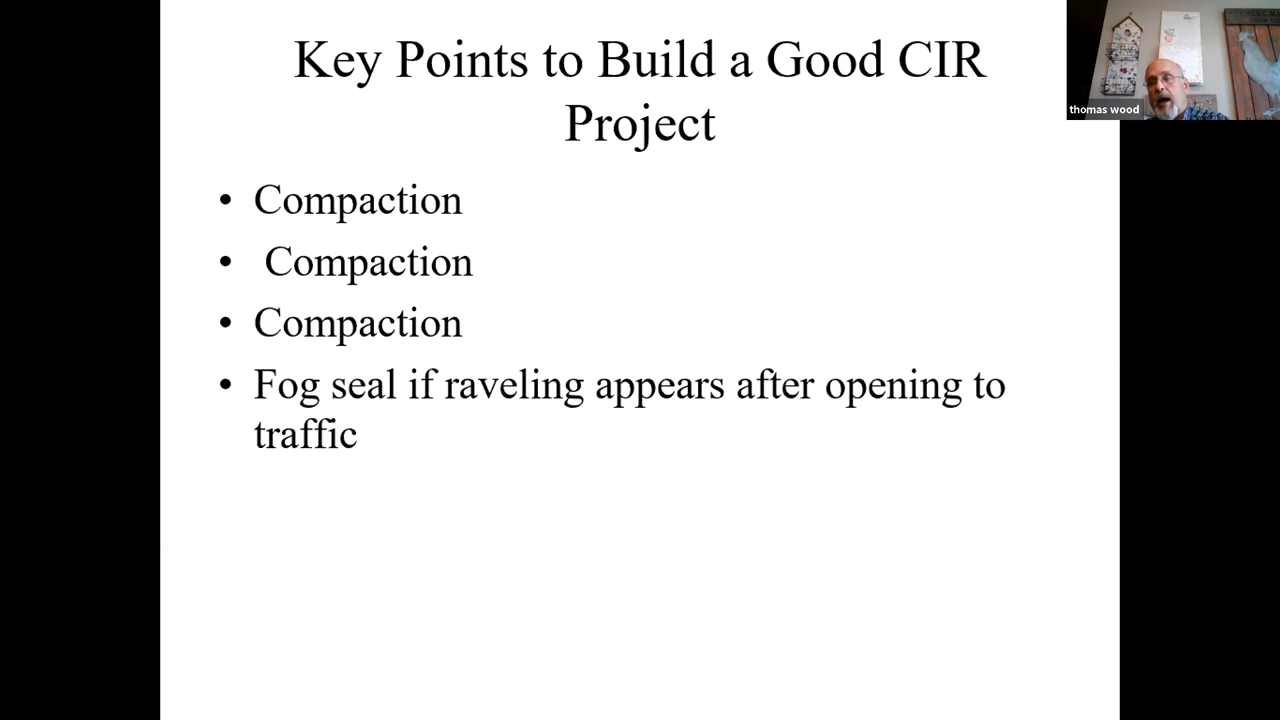 Key Points to Build a Good CIR
Project
thomas wood
• Compaction
• Compaction
• Compaction
• Fog seal if raveling appears after opening to
traffic